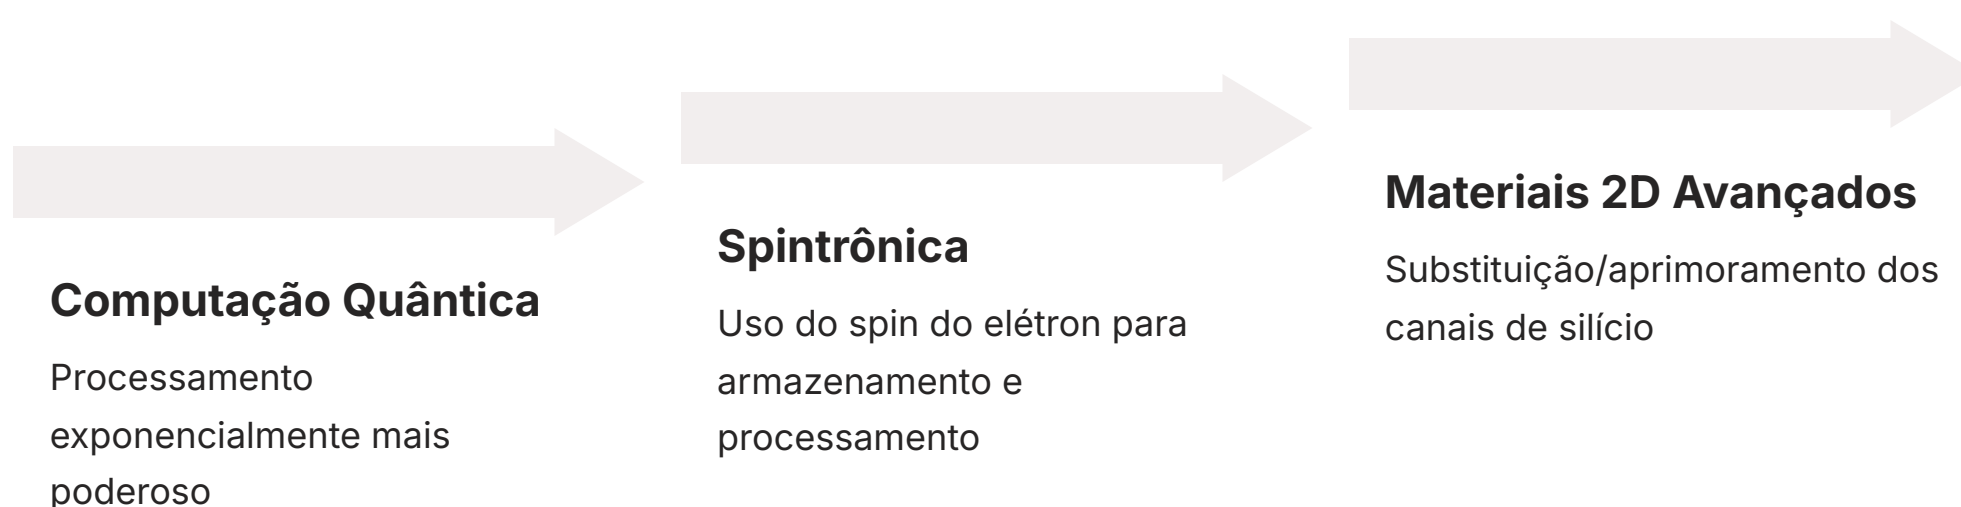 Computação Quântica
Processamento
exponencialmente mais
poderoso
Spintrônica
Uso do spin do elétron para
armazenamento e
processamento
Materiais 2D Avançados
Substituição/aprimoramento dos
canais de silício